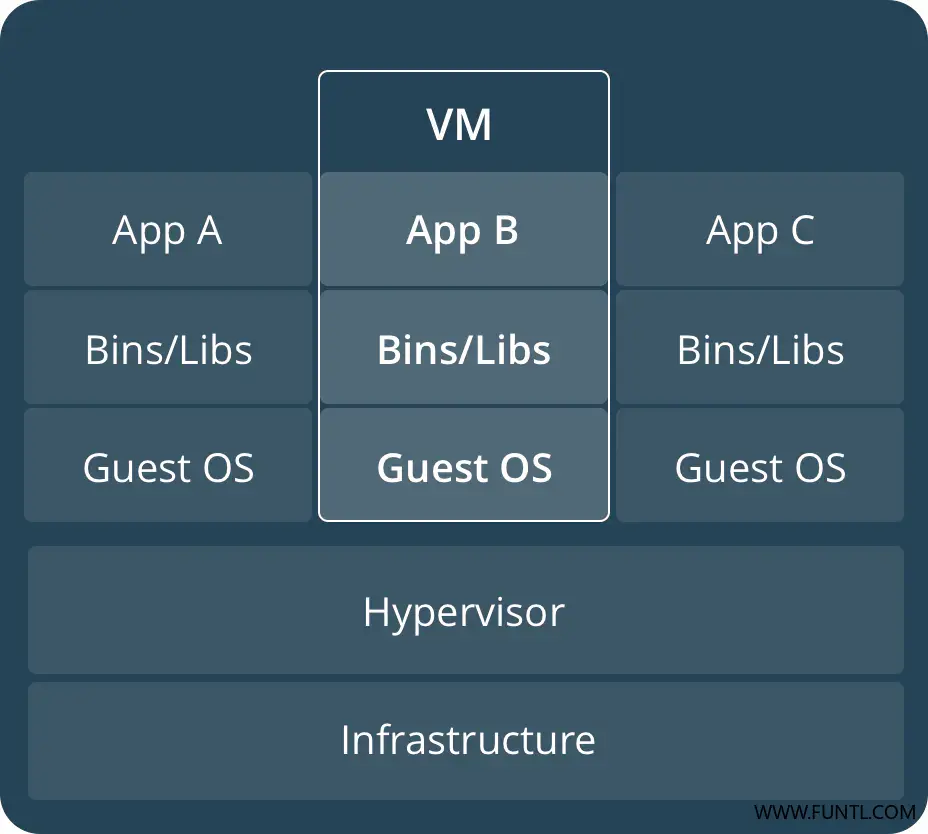 VM
App A
App B
App C
Bins/Libs
Bins/Libs
Bins/Libs
Guest OS
Guest OS
Guest OS
Hypervisor
Infrastructure
WWW.FUNTL.COM